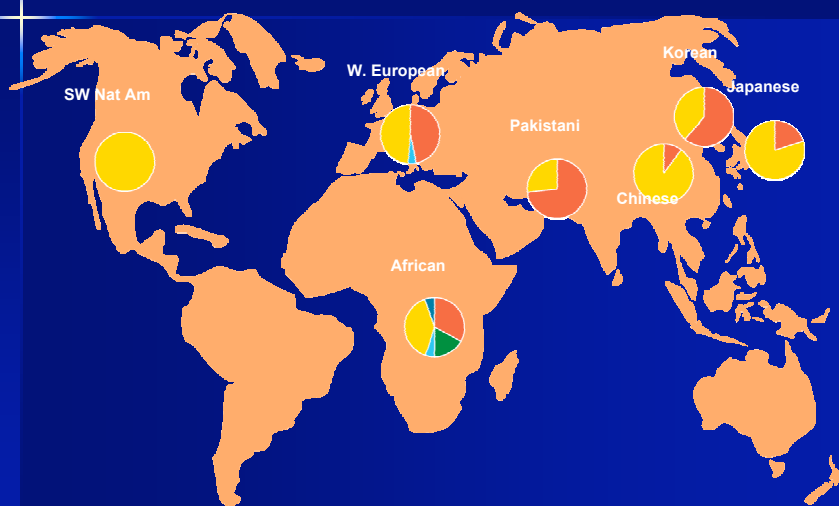 Korean
W. European
Japanese
SW Nat Am
Pakistani
Chinese
African